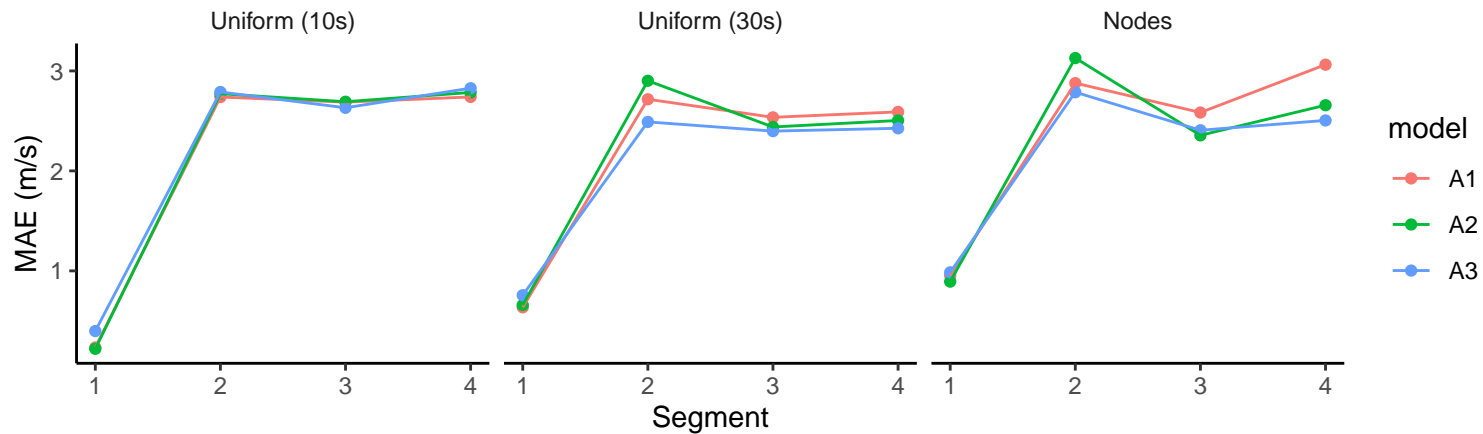 Uniform (10s)
Uniform (30s)
Nodes
MAE (m/s)
3
2
1
1 2 3 4
1 2 3 4
1 2 3 4
Segment
model
A1
A2
A3